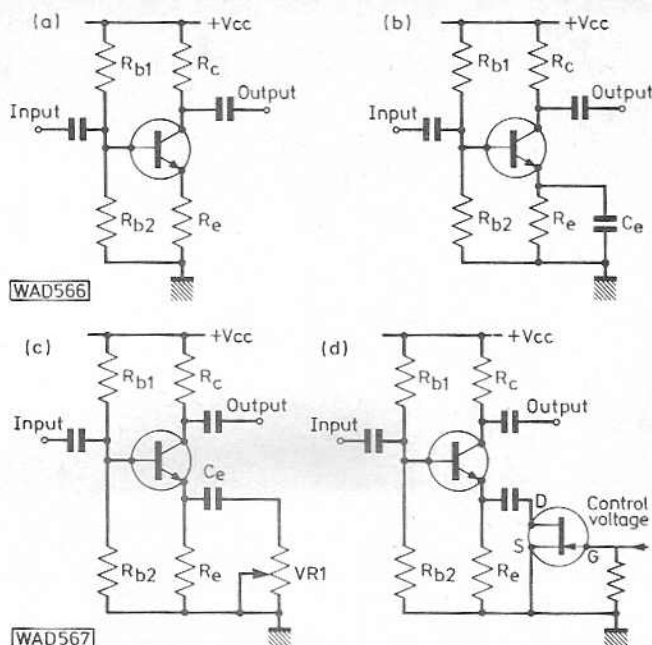 (a)
+Vcc
Rb1
Rc
Output
Input
Rb2
Re
WAD566
(b)
+Vcc
Rb1
Rc
Output
Input
Rb2
Re
Ce
(c)
+Vcc
Rb1
Rc
Output
Input
Ce
Rb2
Re
VR1
WAD567
(d)
+Vcc
Rb1
Rc
Output
Input
D
Control
voltage
S
G
Rb2
Re